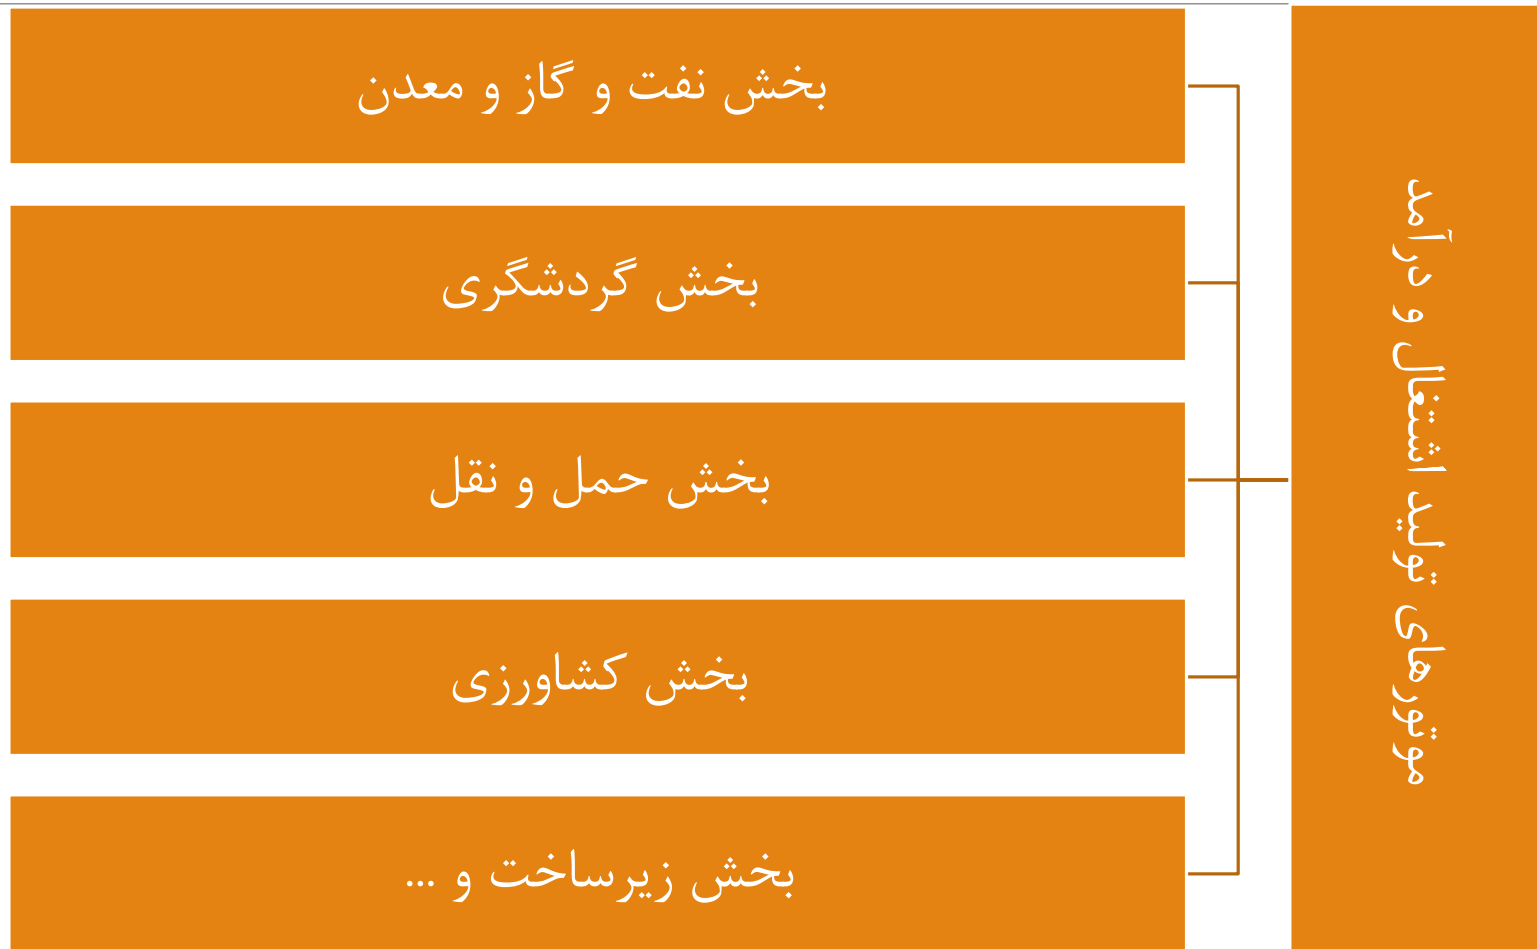 موتورهای تولید اشتغال و درآمد
بخش نفت و گاز و معدن
بخش گردشگری
بخش حمل و نقل
بخش کشاورزی
بخش زیرساخت و ...